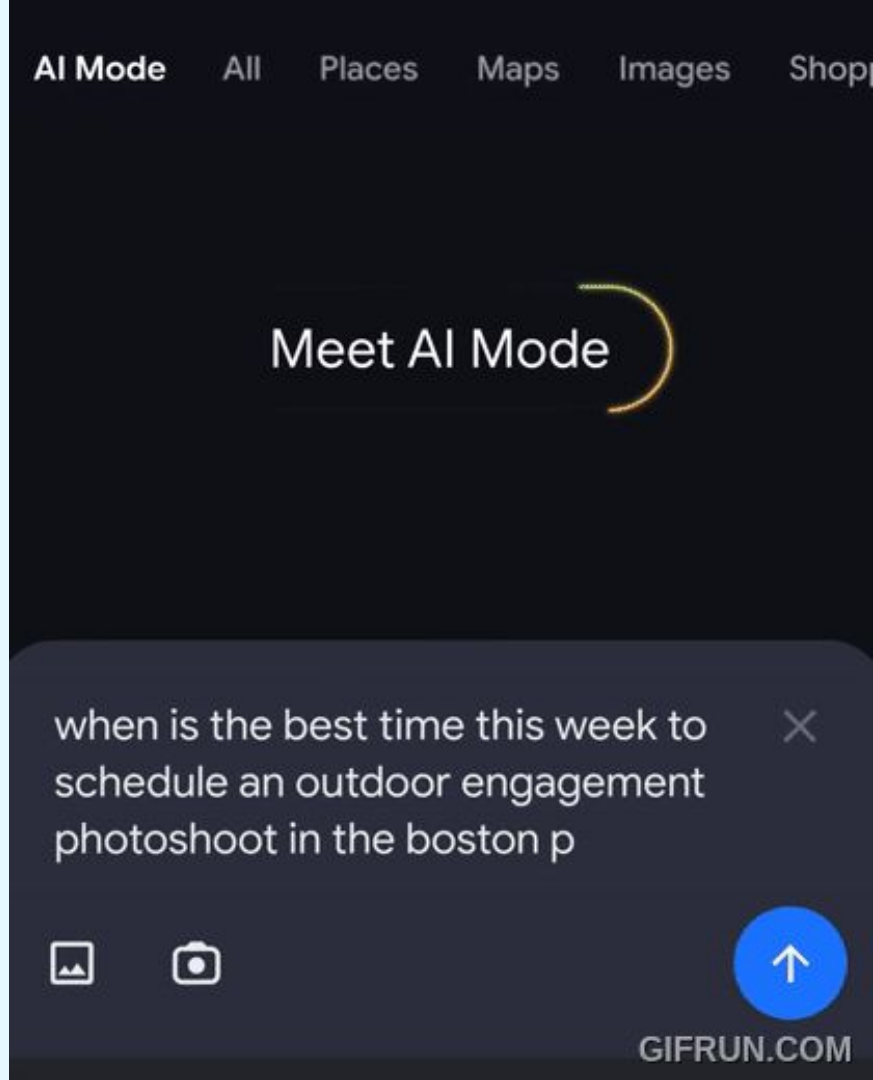 AI Mode All Places Maps Images Shopp
Meet AI Mode
when is the best time this week to
schedule an outdoor engagement
photoshoot in the boston p
GIFRUN.COM